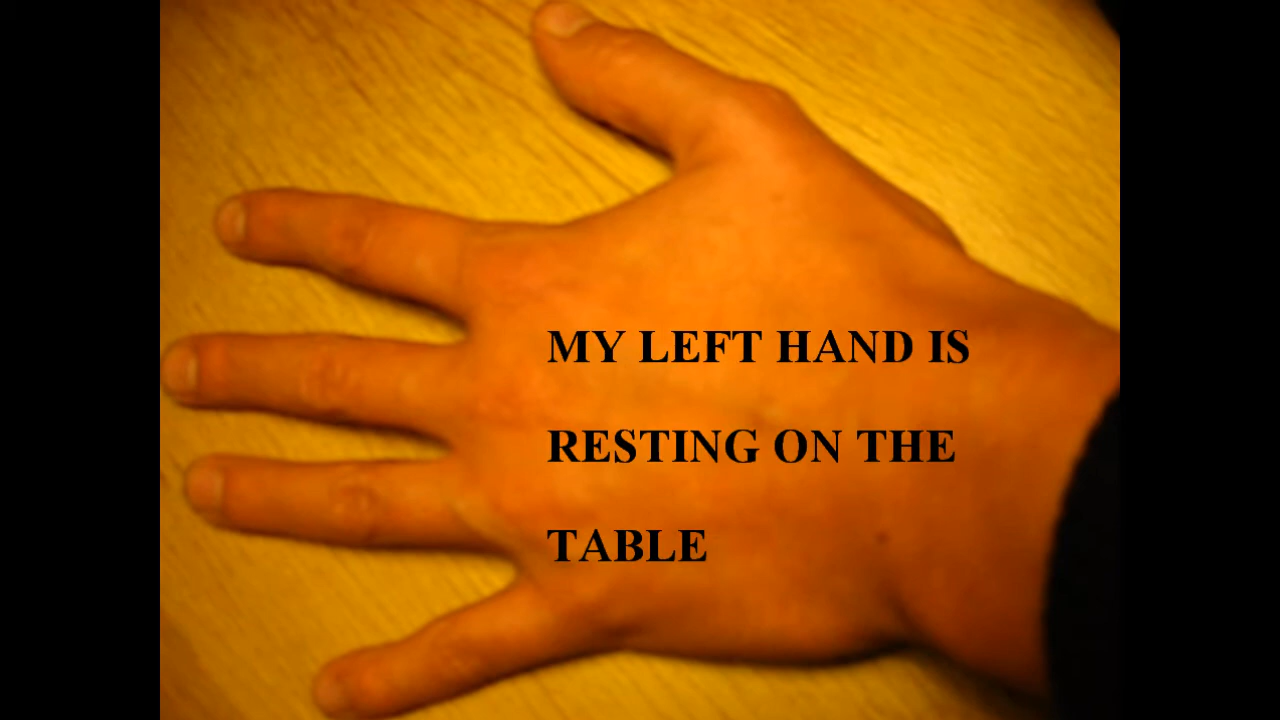 MY LEFT HAND IS
RESTING ON THE
TABLE